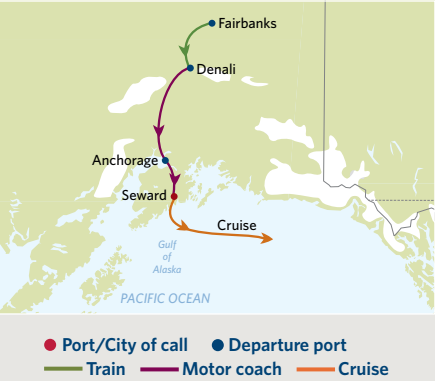 Fairbanks
Denali
Anchorage
Seward
Cruise
Gulf
of
Alaska
PACIFIC OCEAN
Port/City of call Departure port
Train Motor coach Cruise